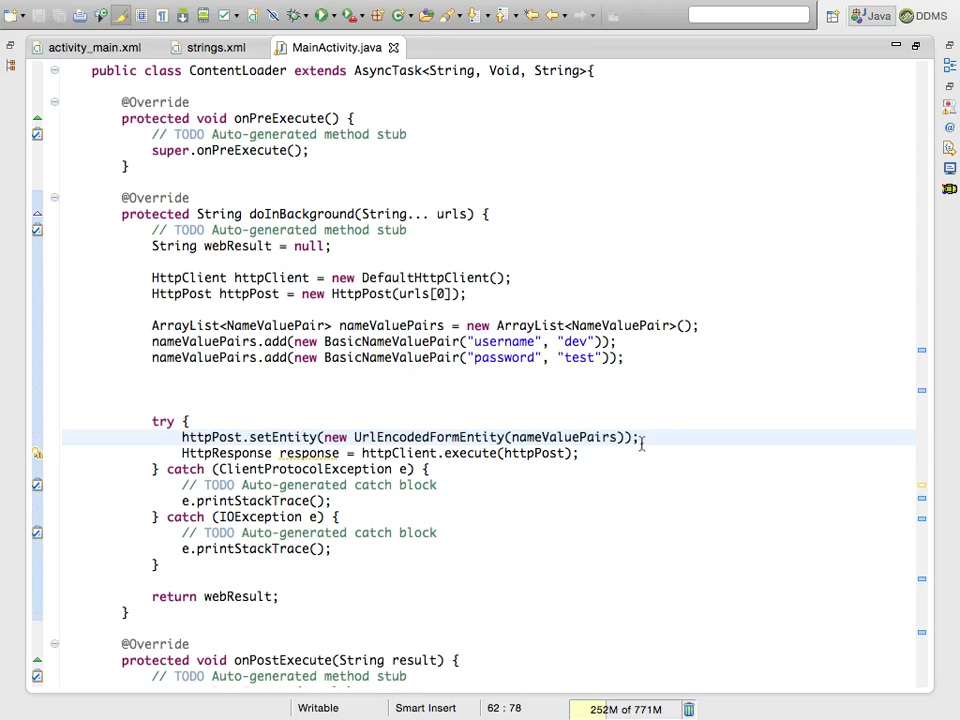 Java
DDMS
activity_main.xml
strings.xml
MainActivity.java
public class ContentLoader extends AsyncTask<String, Void, String>{
@Override
protected void onPreExecute() {
// TODO Auto-generated method stub
super.onPreExecute();
}
@Override
protected String doInBackground(String... urls) {
// TODO Auto-generated method stub
String webResult = null;
HttpClient httpClient = new DefaultHttpClient();
HttpPost httpPost = new HttpPost(urls[0]);
ArrayList<NameValuePair> nameValuePairs = new ArrayList<NameValuePair>();
nameValuePairs.add(new BasicNameValuePair("username", "dev"));
nameValuePairs.add(new BasicNameValuePair("password", "test"));
try {
httpPost.setEntity(new UrlEncodedFormEntity(nameValuePairs));
HttpResponse response = httpClient.execute(httpPost);
} catch (ClientProtocolException e) {
// TODO Auto-generated catch block
e.printStackTrace();
} catch (IOException e) {
// TODO Auto-generated catch block
e.printStackTrace();
}
return webResult;
}
@Override
protected void onPostExecute(String result) {
// TODO Auto-generated method stub
Writable
Smart Insert
62 : 78
252M of 771M